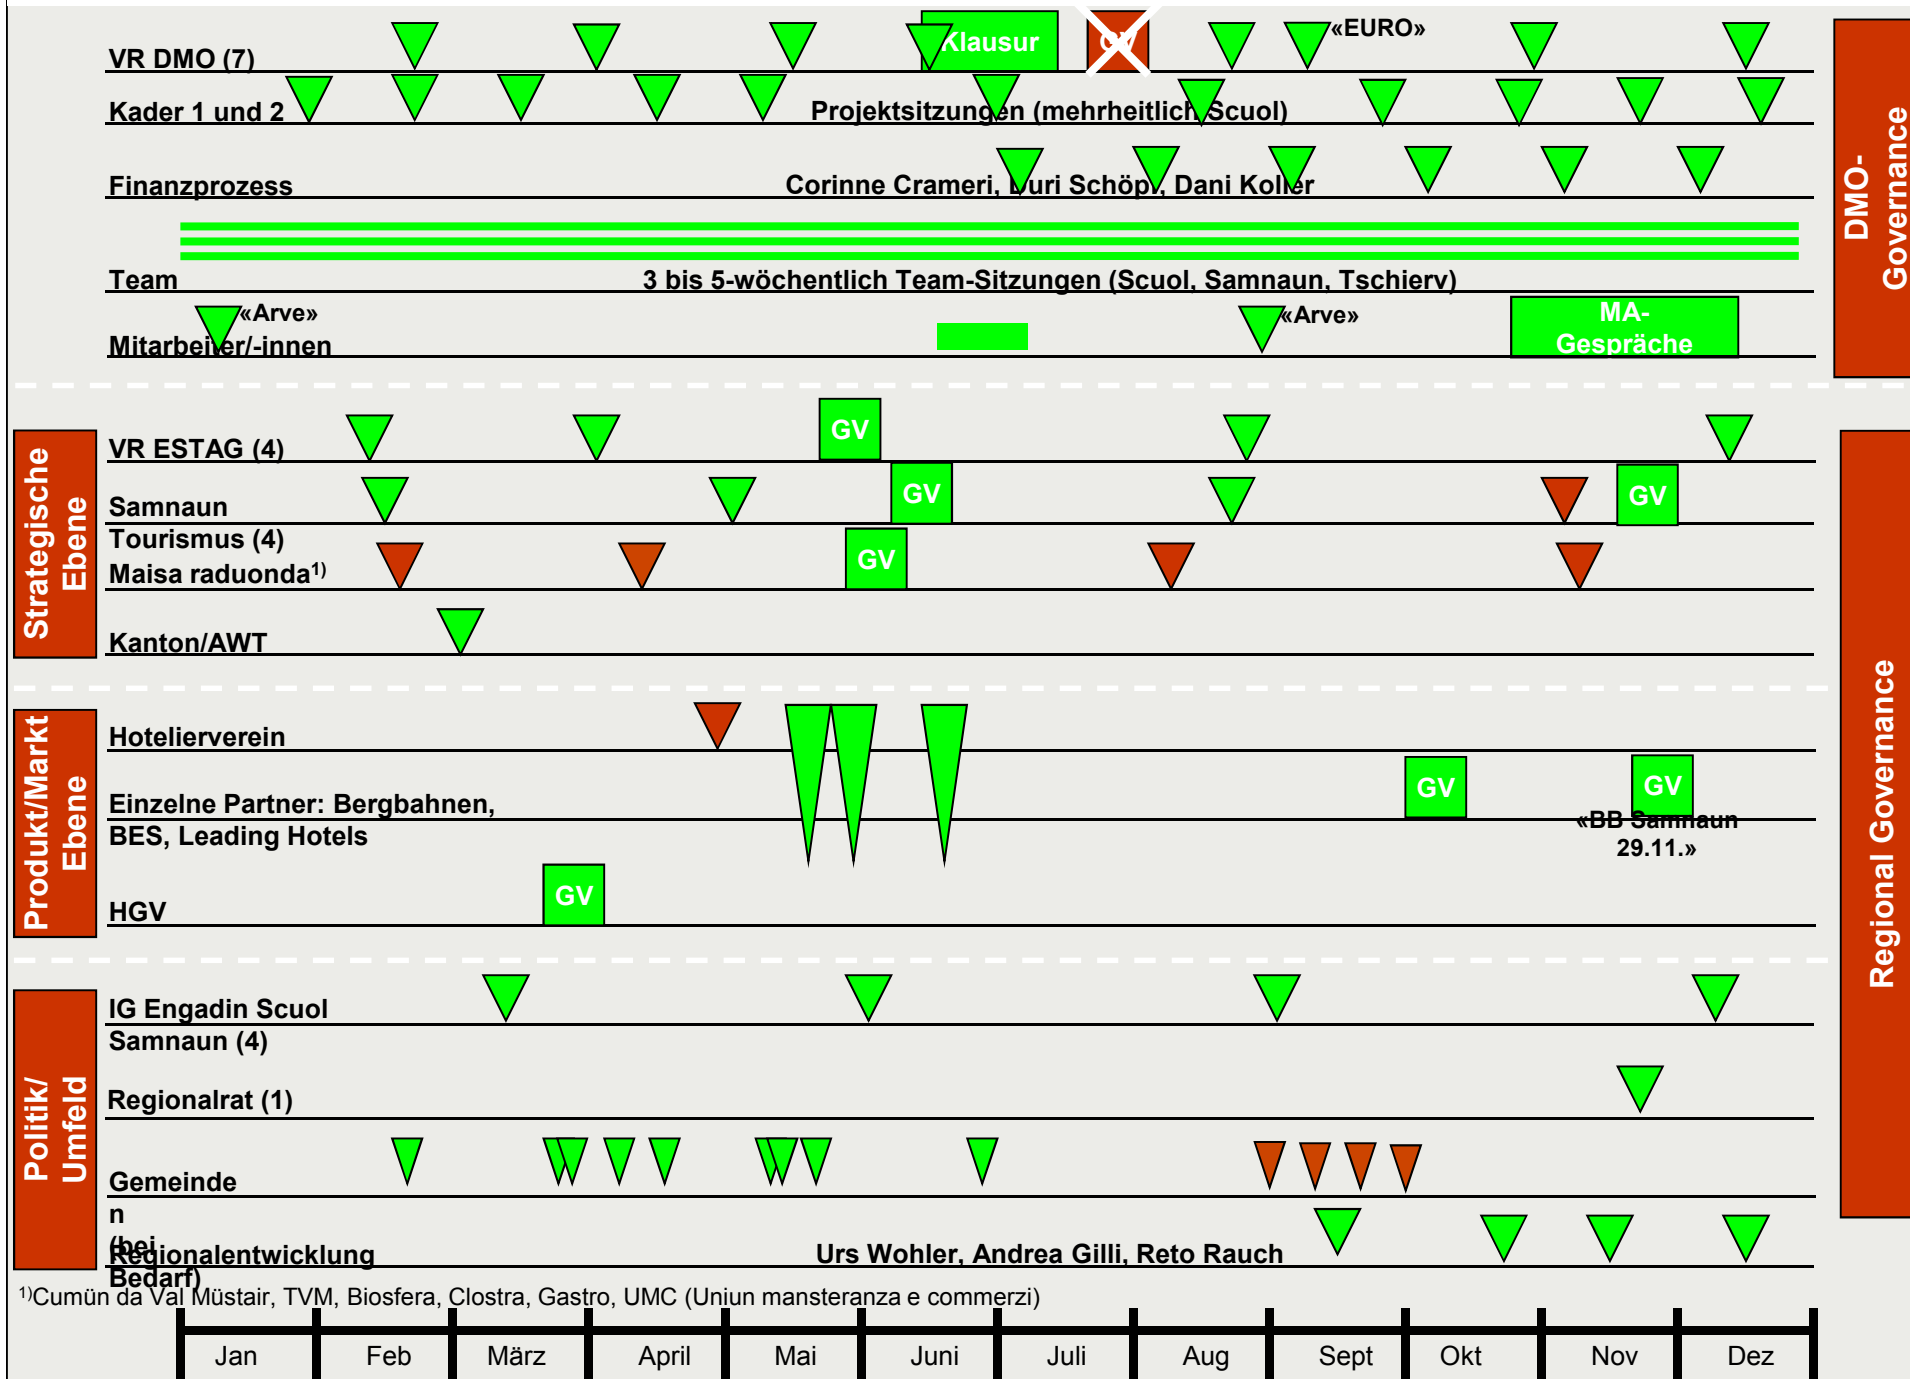 VR DMO (7)
Klausur
GV
«EURO»
Kader 1 und 2
Projektsitzungen (mehrheitlich Scuol)
Finanzprozess
Corinne Crameri, Duri Schöpf, Dani Koller
Team
3 bis 5-wöchentlich Team-Sitzungen (Scuol, Samnaun, Tschierv)
«Arve»
«Arve»
MA-
Gespräche
Mitarbeiter/-innen
DMO-
Governance
Strategische
Ebene
VR ESTAG (4)
GV
Samnaun
Tourismus (4)
GV
GV
Maisa raduonda1)
GV
Kanton/AWT
Produkt/Markt
Ebene
Hotelierverein
Einzelne Partner: Bergbahnen,
BES, Leading Hotels
GV
GV
«BB Samnaun
29.11.»
HGV
GV
Regional Governance
Politik/
Umfeld
IG Engadin Scuol
Samnaun (4)
Regionalrat (1)
Gemeinde
n
(bei
Bedarf)
Regionalentwicklung
Urs Wohler, Andrea Gilli, Reto Rauch
1)Cumün da Val Müstair, TVM, Biosfera, Clostra, Gastro, UMC (Uniun mansteranza e commerzi)
Jan Feb März April Mai Juni Juli Aug Sept Okt Nov Dez